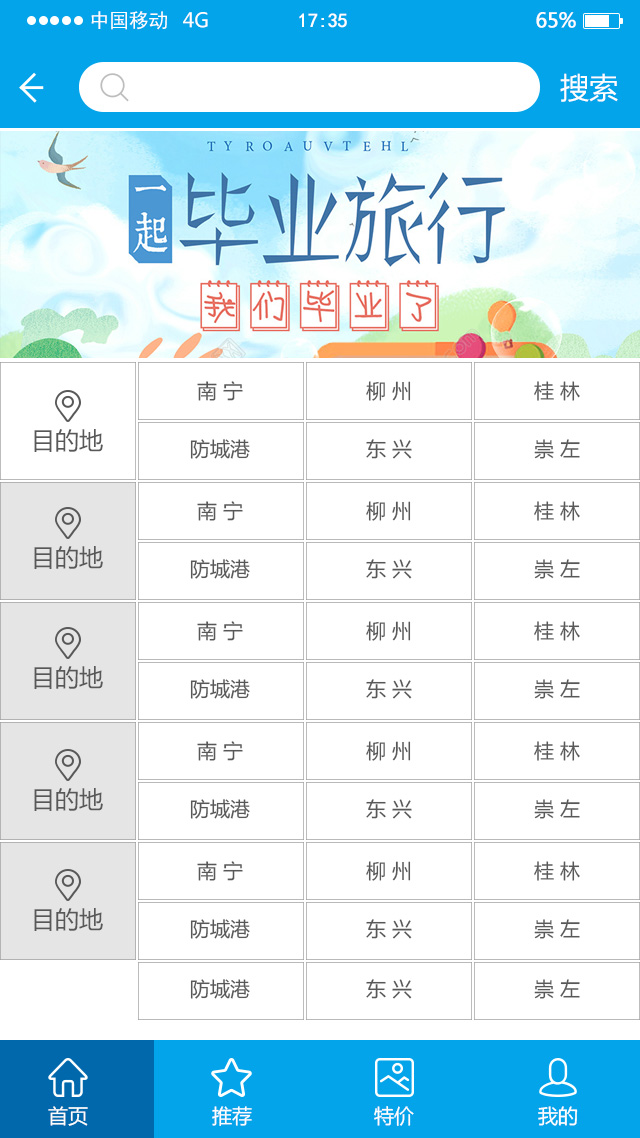 中国移动 4G 17:35 65%
搜索
TYROAUVTEHL
一起 毕业旅行
我们毕业了
目的地
南 宁 柳 州 桂 林
防城港 东 兴 崇 左
目的地
南 宁 柳 州 桂 林
防城港 东 兴 崇 左
目的地
南 宁 柳 州 桂 林
防城港 东 兴 崇 左
目的地
南 宁 柳 州 桂 林
防城港 东 兴 崇 左
目的地
南 宁 柳 州 桂 林
防城港 东 兴 崇 左
防城港 东 兴 崇 左
首页 推荐 特价 我的